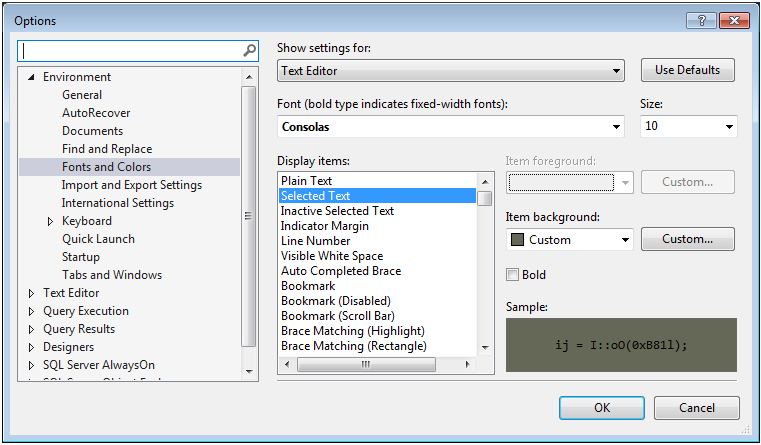 Options
Environment
General
AutoRecover
Documents
Find and Replace
Fonts and Colors
Import and Export Settings
International Settings
Keyboard
Quick Launch
Startup
Tabs and Windows
Text Editor
Query Execution
Query Results
Designers
SQL Server AlwaysOn
SQL Server Object
Show settings for:
Text Editor
Use Defaults
Font (bold type indicates fixed-width fonts):
Size:
Consolas
10
Display items:
Plain Text
Selected Text
Inactive Selected Text
Indicator Margin
Line Number
Visible White Space
Auto Completed Brace
Bookmark
Bookmark (Disabled)
Bookmark (Scroll Bar)
Brace Matching (Highlight)
Brace Matching (Rectangle)
Item foreground:
Custom...
Item background:
Custom
Custom...
Bold
Sample:
ij = I::oO(0xB81l);
OK
Cancel